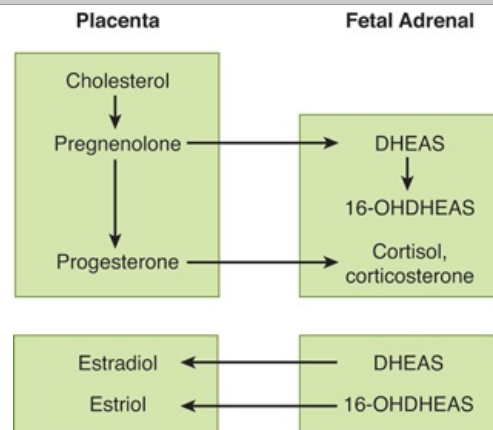 Placenta
Fetal Adrenal
Cholesterol
Pregnenolone
DHEAS
16-OHDHEAS
Progesterone
Cortisol,
corticosterone
Estradiol
DHEAS
Estriol
16-OHDHEAS